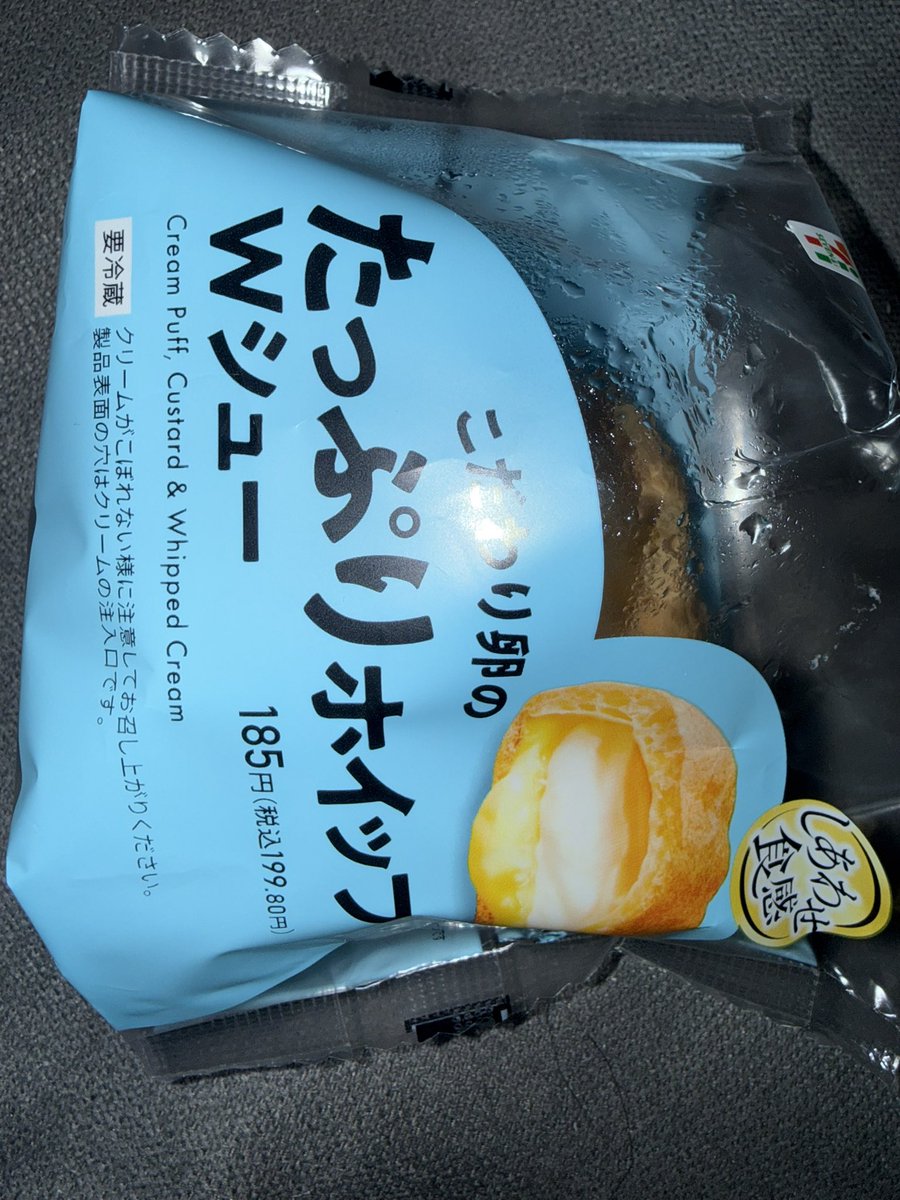 こだわり卵の
たっぷりホイップ
Wシュー
185円(税込199.80円)
Cream Puff, Custard & Whipped Cream
要冷蔵
クリームがこぼれない様に注意してお召し上がりください。
製品表面の穴はクリームの注入口です。
しあわせ
食感